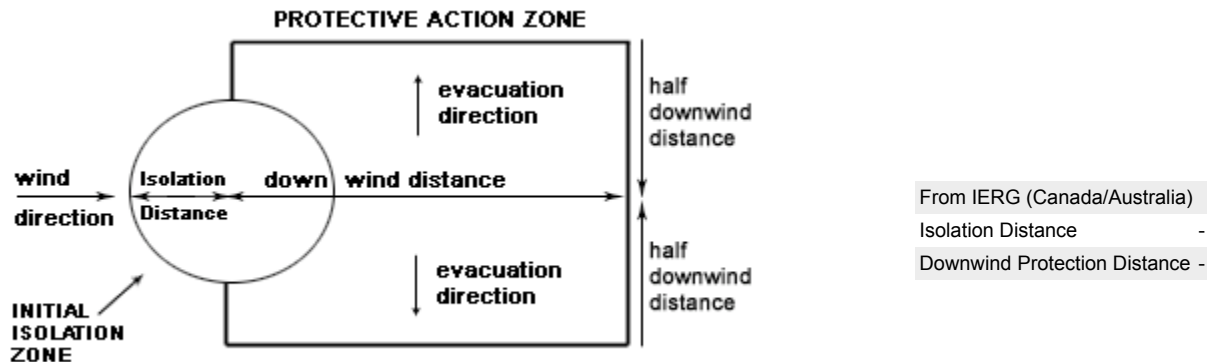 PROTECTIVE ACTION ZONE
evacuation
direction
half
downwind
distance
wind
direction
Isolation
Distance
down wind distance
evacuation
direction
half
downwind
distance
INITIAL
ISOLATION
ZONE
From IERG (Canada/Australia)
Isolation Distance -
Downwind Protection Distance -